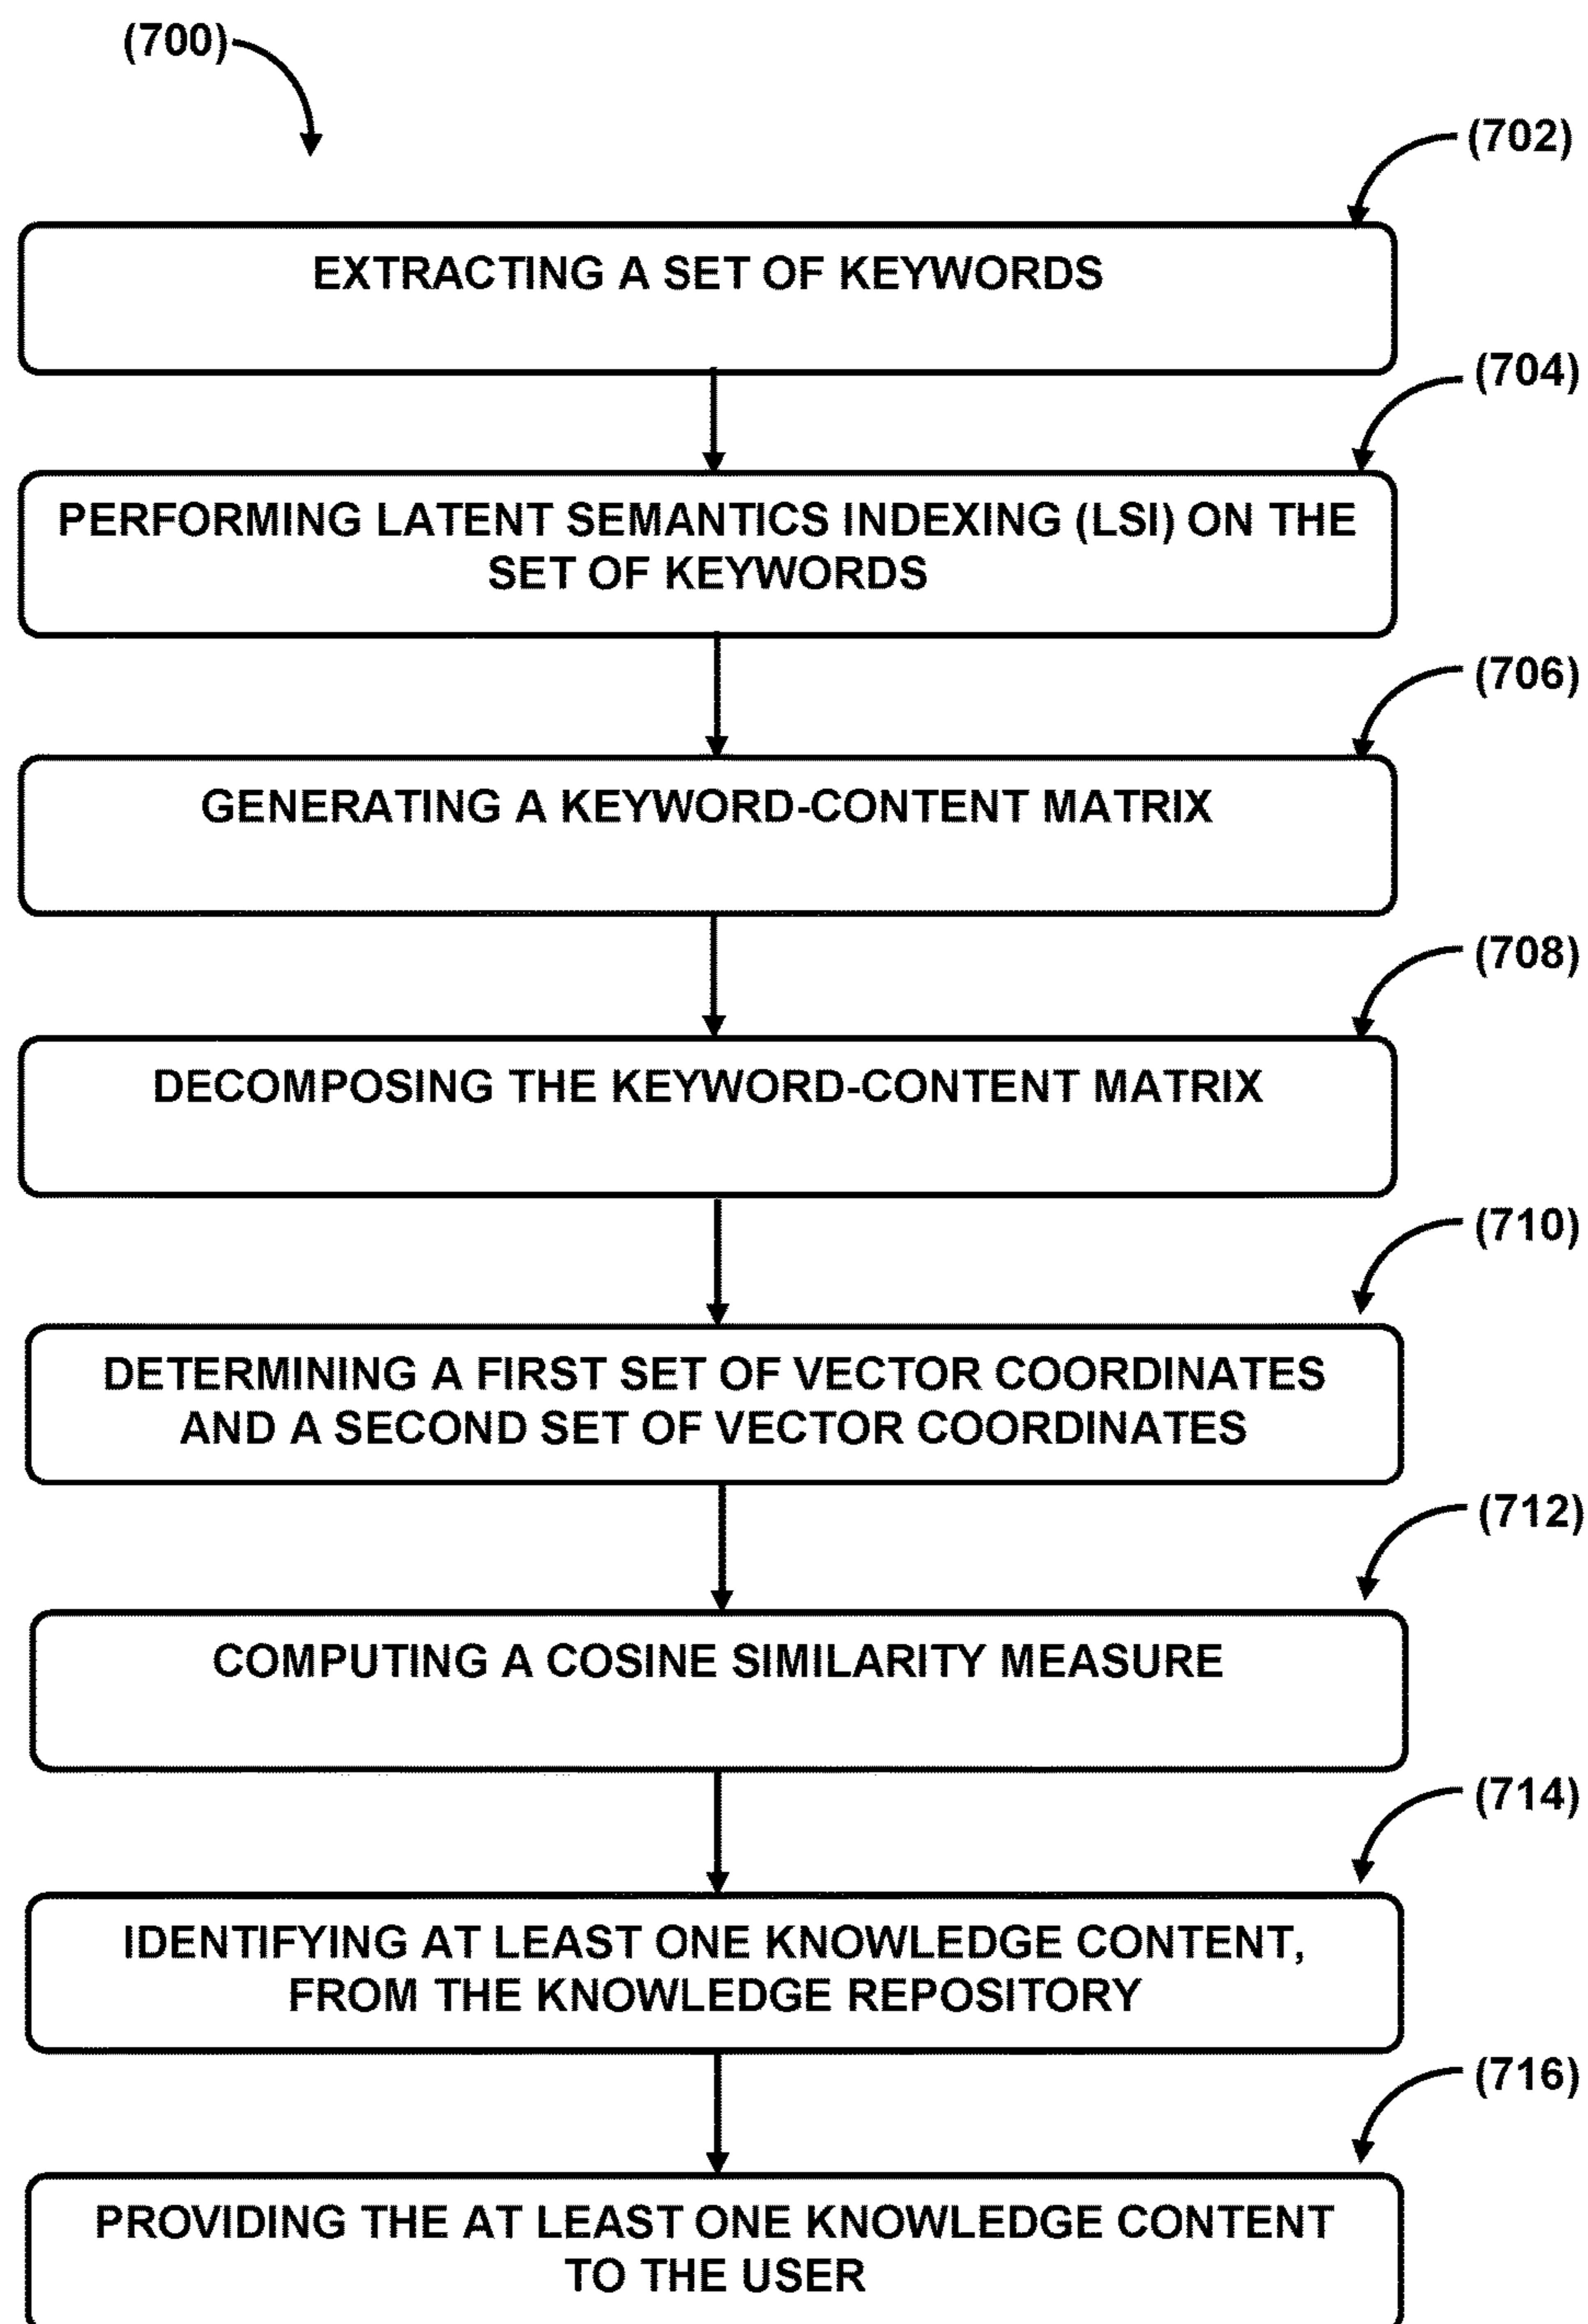 (700)
(702)
EXTRACTING A SET OF KEYWORDS
(704)
PERFORMING LATENT SEMANTICS INDEXING (LSI) ON THE
SET OF KEYWORDS
(706)
GENERATING A KEYWORD-CONTENT MATRIX
(708)
DECOMPOSING THE KEYWORD-CONTENT MATRIX
(710)
DETERMINING A FIRST SET OF VECTOR COORDINATES
AND A SECOND SET OF VECTOR COORDINATES
(712)
COMPUTING A COSINE SIMILARITY MEASURE
(714)
IDENTIFYING AT LEAST ONE KNOWLEDGE CONTENT,
FROM THE KNOWLEDGE REPOSITORY
(716)
PROVIDING THE AT LEAST ONE KNOWLEDGE CONTENT
TO THE USER